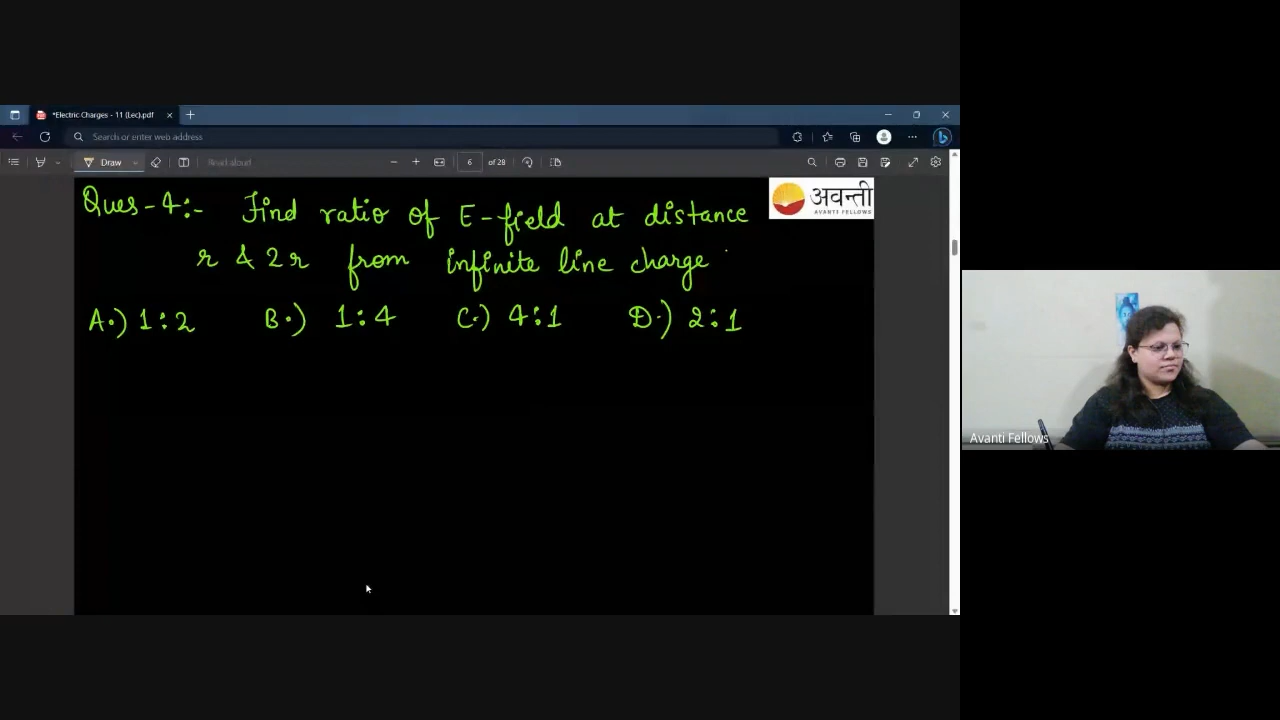 *Electric Charges - 11 (Lec).pdf
Search or enter web address
Draw
Read aloud
6 of 28
Ques-4:- Find ratio of E-field at distance
r & 2r from infinite line charge
A.) 1:2 B.) 1:4 C.) 4:1 D.) 2:1
अवन्ती
AVANTI FELLOWS
Avanti Fellows